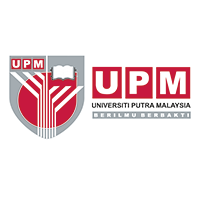 UPM
UPM
UNIVERSITI PUTRA MALAYSIA
BERILMU BERBAKTI